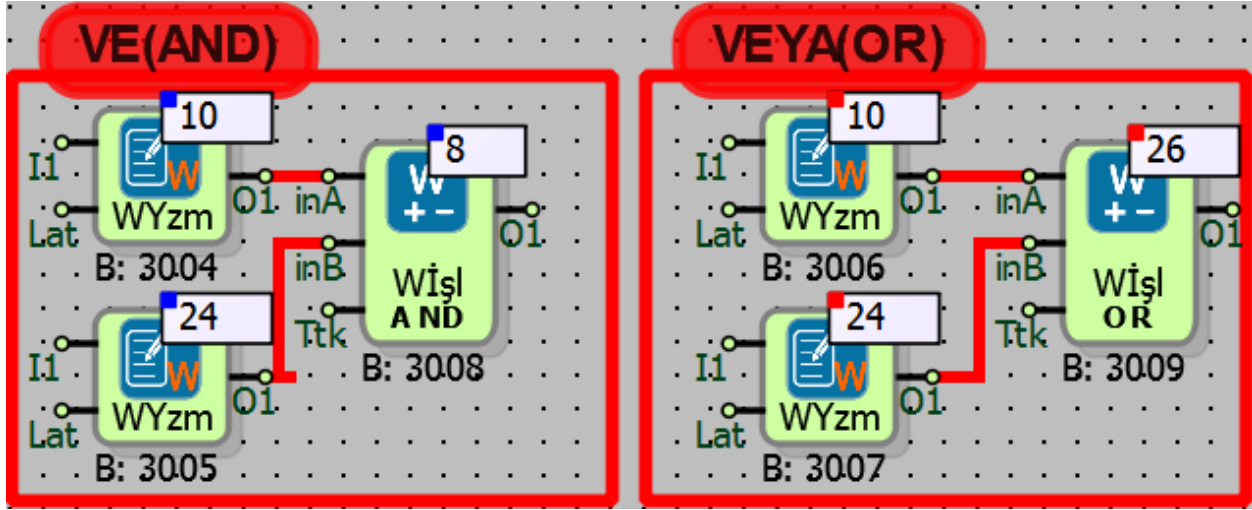 VE(AND)
10
I1
W
O1
inA
Lat
WYzm
B: 3004
8
W
+ -
O1
inB
Wİşl
AND
Ttk
B: 3008
24
I1
W
O1
Lat
WYzm
B: 3005
VEYA(OR)
10
I1
W
O1
inA
Lat
WYzm
B: 3006
26
W
+ -
O1
inB
Wİşl
OR
Ttk
B: 3009
24
I1
W
O1
Lat
WYzm
B: 3007